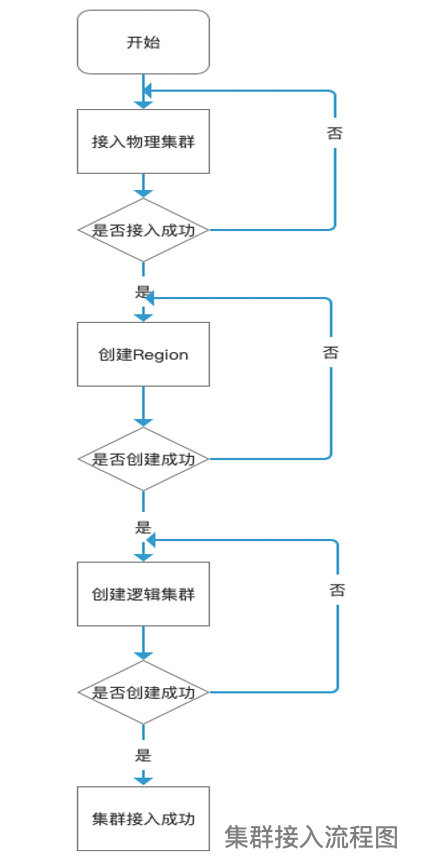 开始
接入物理集群
否
是否接入成功
是
创建Region
否
是否创建成功
是
创建逻辑集群
否
是否创建成功
是
集群接入成功
集群接入流程图